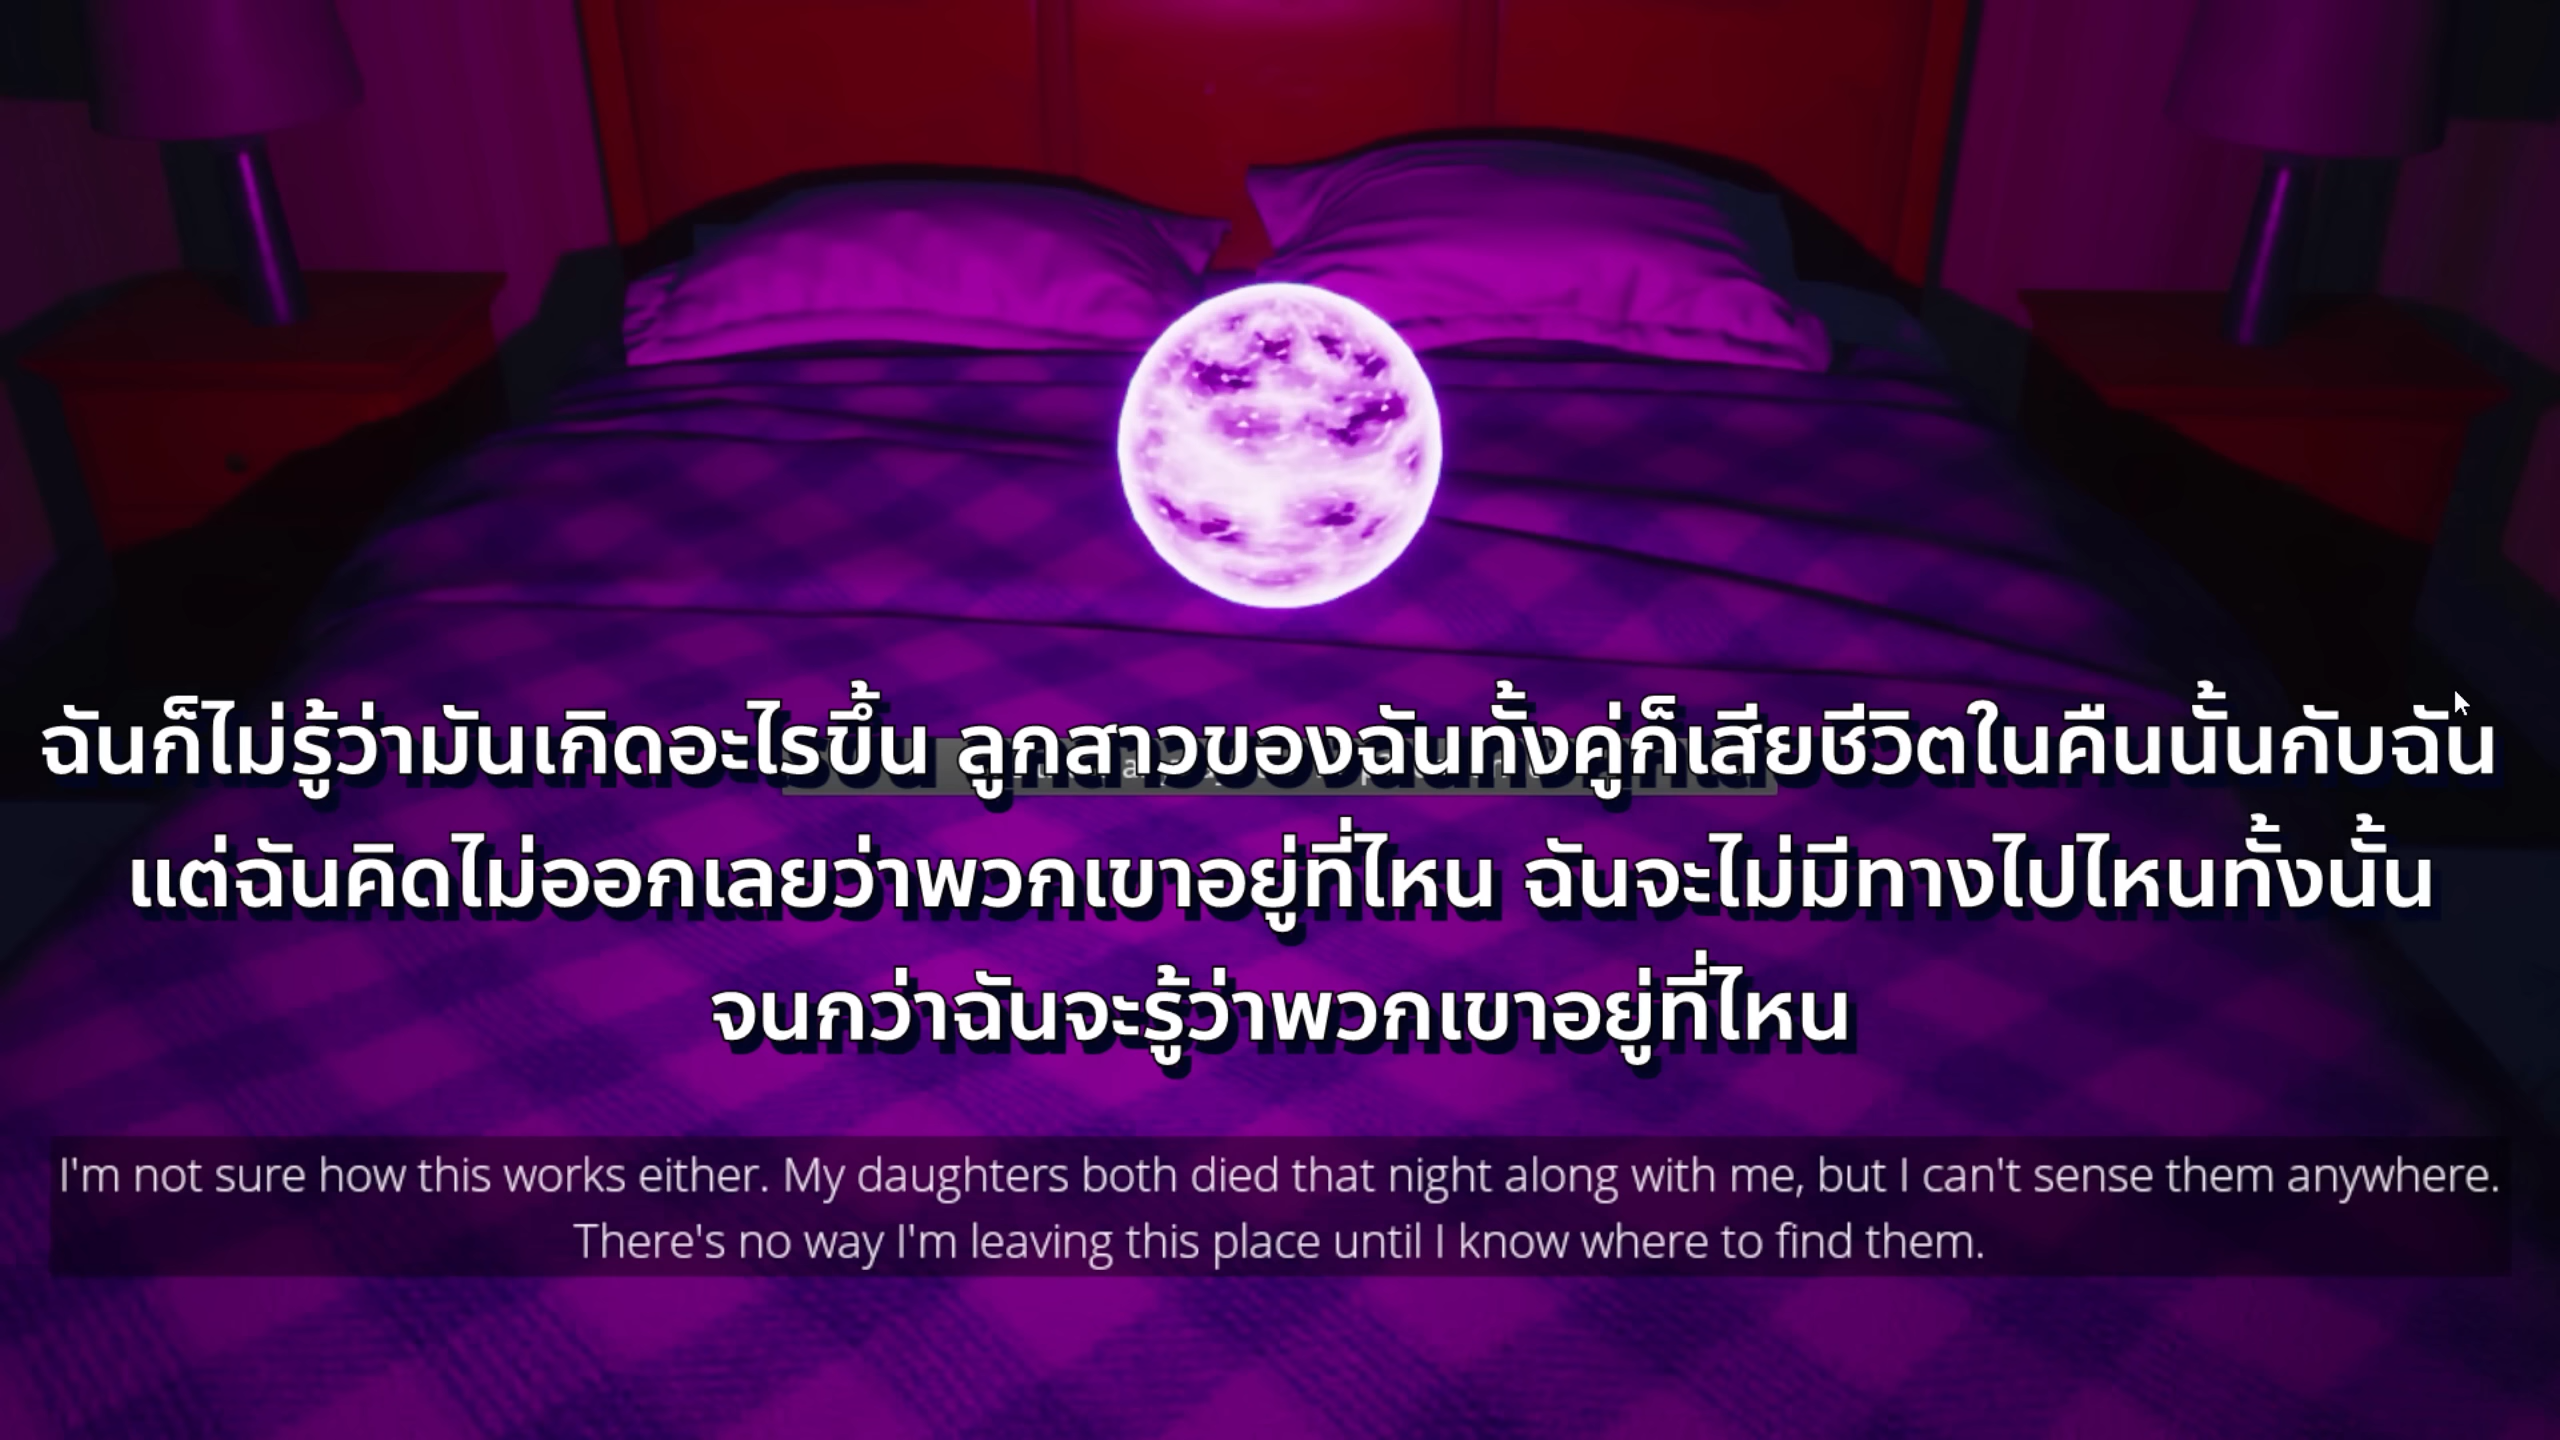 ฉันก็ไม่รู้ว่ามันเกิดอะไรขึ้น ลูกสาวของฉันทั้งคู่ก็เสียชีวิตในคืนนั้นกับฉัน
แต่ฉันคิดไม่ออกเลยว่าพวกเขาอยู่ที่ไหน ฉันจะไม่มีทางไปไหนทั้งนั้น
จนกว่าฉันจะรู้ว่าพวกเขาอยู่ที่ไหน
I'm not sure how this works either. My daughters both died that night along with me, but I can't sense them anywhere.
There's no way I'm leaving this place until I know where to find them.